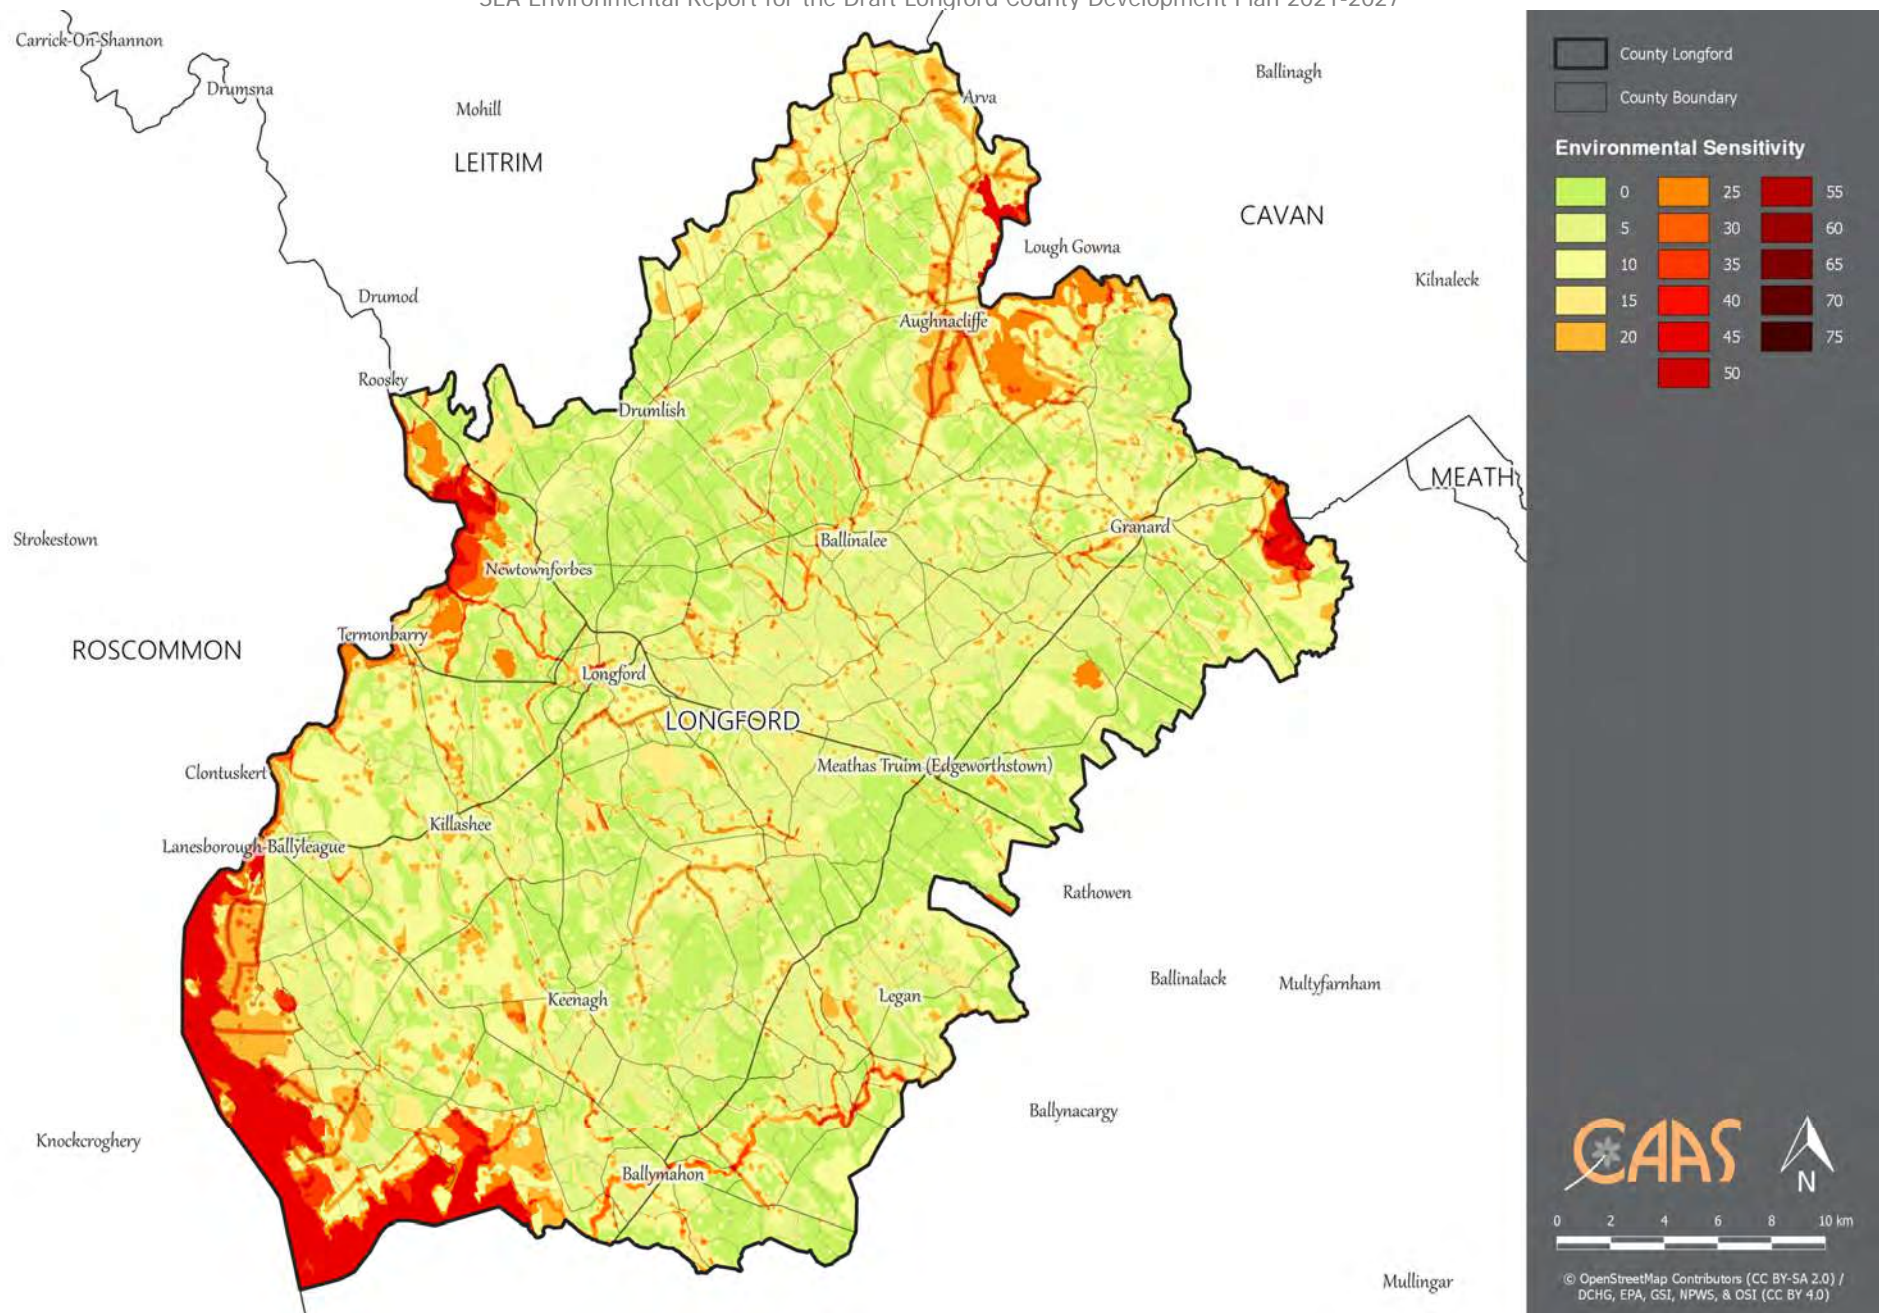 SEA Environmental Report for the Draft Longford County Development Plan 2021-2027
Carrick-On-Shannon
Drumsna
Mohill
LEITRIM
Arva
Ballinagh
CAVAN
Lough Gowna
Kilnaleck
Drumod
Aughnacliffe
Roosky
Drumlish
MEATH
Strokestown
Granard
Ballinalee
Newtownforbes
Termonbarry
ROSCOMMON
Longford
LONGFORD
Clontuskert
Meathas Truim (Edgeworthstown)
Killashee
Lanesborough-Ballyleague
Rathowen
Ballinalack
Multyfarnham
Keenagh
Legan
Ballynacargy
Knockcroghery
Ballymahon
Mullingar
County Longford
County Boundary
Environmental Sensitivity
0 25 55
5 30 60
10 35 65
15 40 70
20 45 75
50
CAAS
N
0 2 4 6 8 10 km
© OpenStreetMap Contributors (CC BY-SA 2.0) /
DCHG, EPA, GSI, NPWS, & OSI (CC BY 4.0)